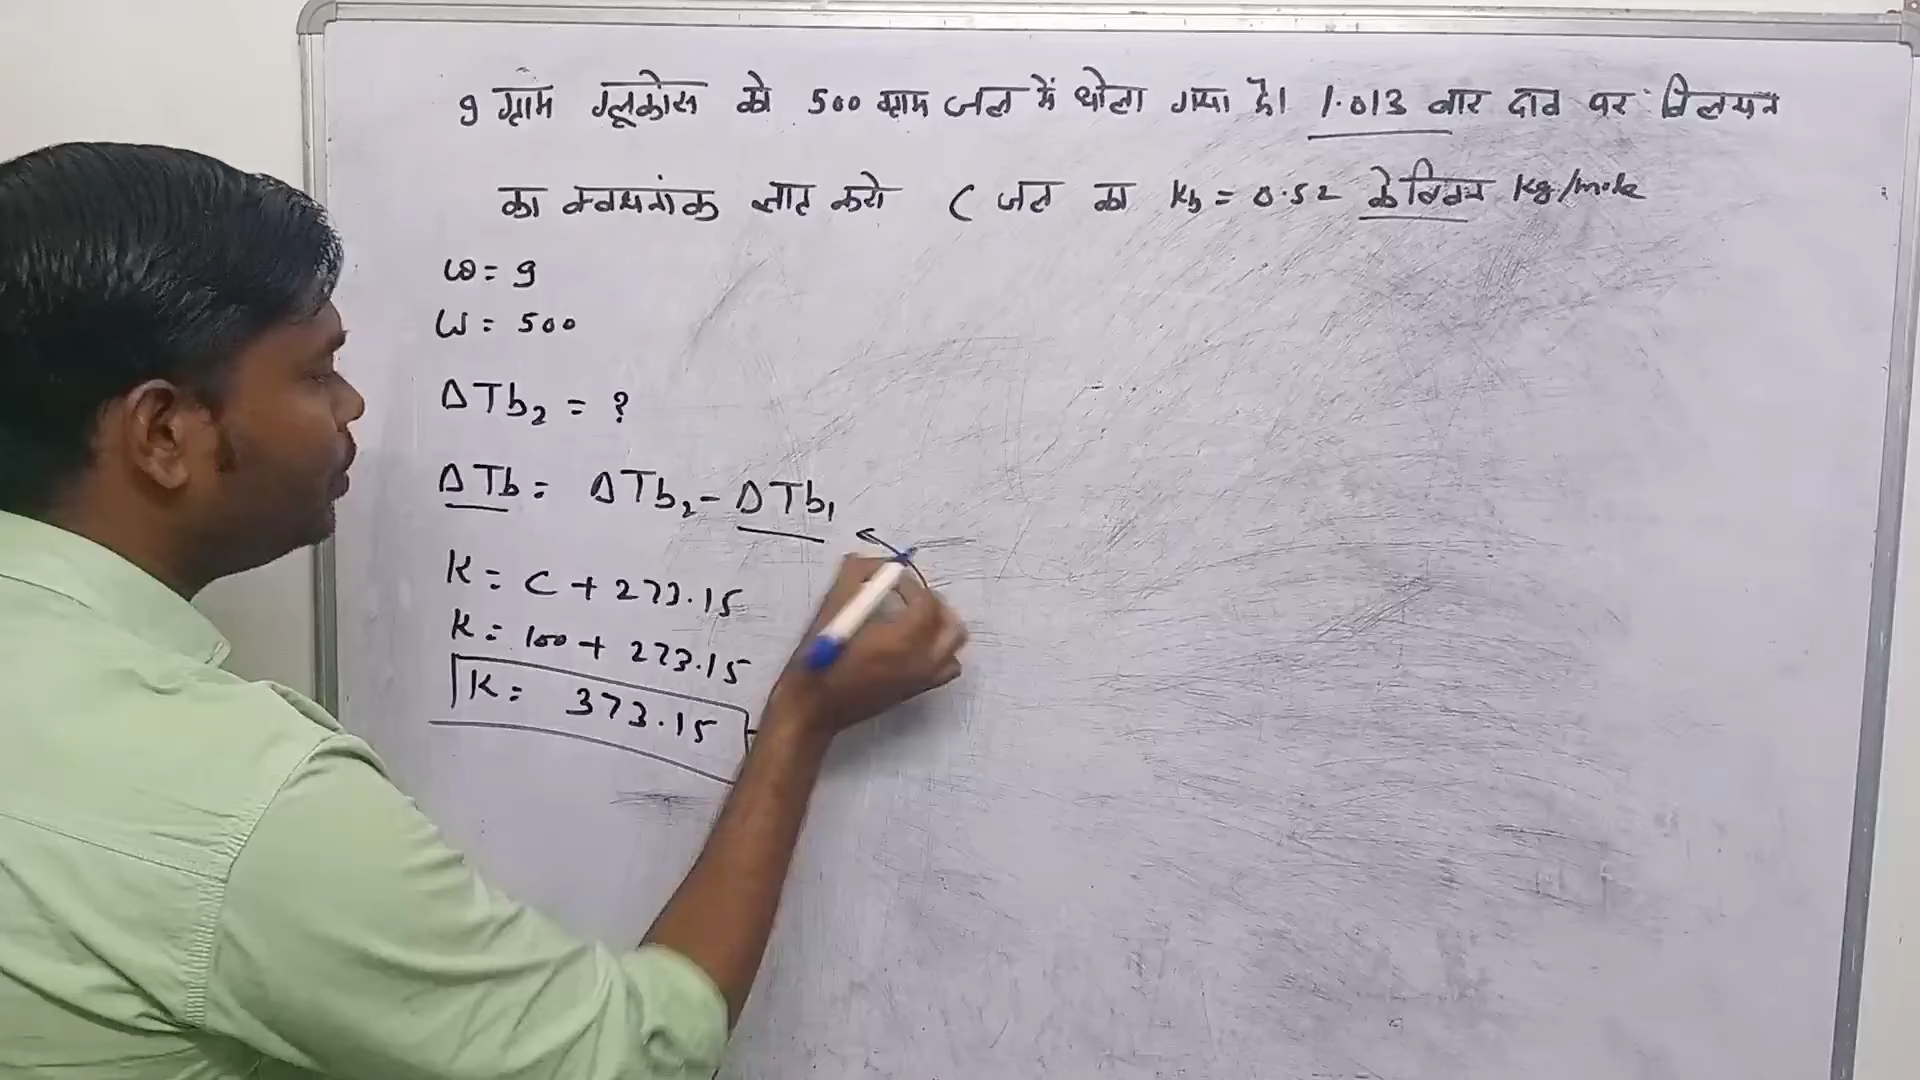 9 ग्राम ग्लूकोस को 500 ग्राम जल में घोला गया है। 1.013 बार दाब पर विलयन
का क्वथनांक ज्ञात करो ( जल का Kb = 0.52 केल्विन Kg/mole
w = 9
W = 500
ΔTb₂ = ?
ΔTb = ΔTb₂ - ΔTb₁
K = C + 273.15
K = 100 + 273.15
K = 373.15